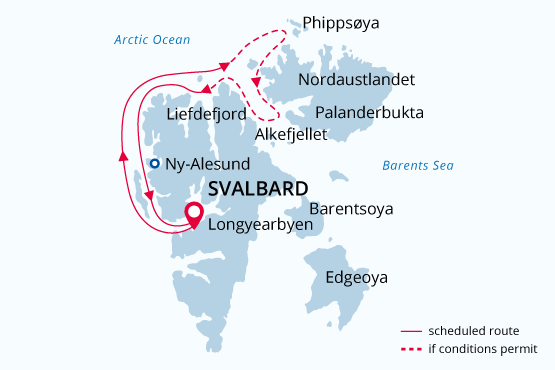 Phippsøya
Arctic Ocean
Nordaustlandet
Liefdefjord
Palanderbukta
Alkefjellet
Ny-Alesund
Barents Sea
SVALBARD
Barentsoya
Longyearbyen
Edgeoya
scheduled route
if conditions permit